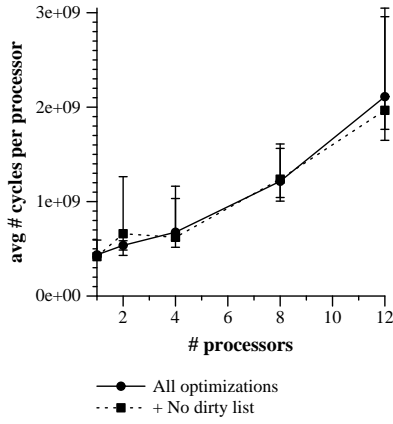 3e+09
2e+09
1e+09
0e+00
avg # cycles per processor
2 4 6 8 10 12
# processors
All optimizations
+ No dirty list